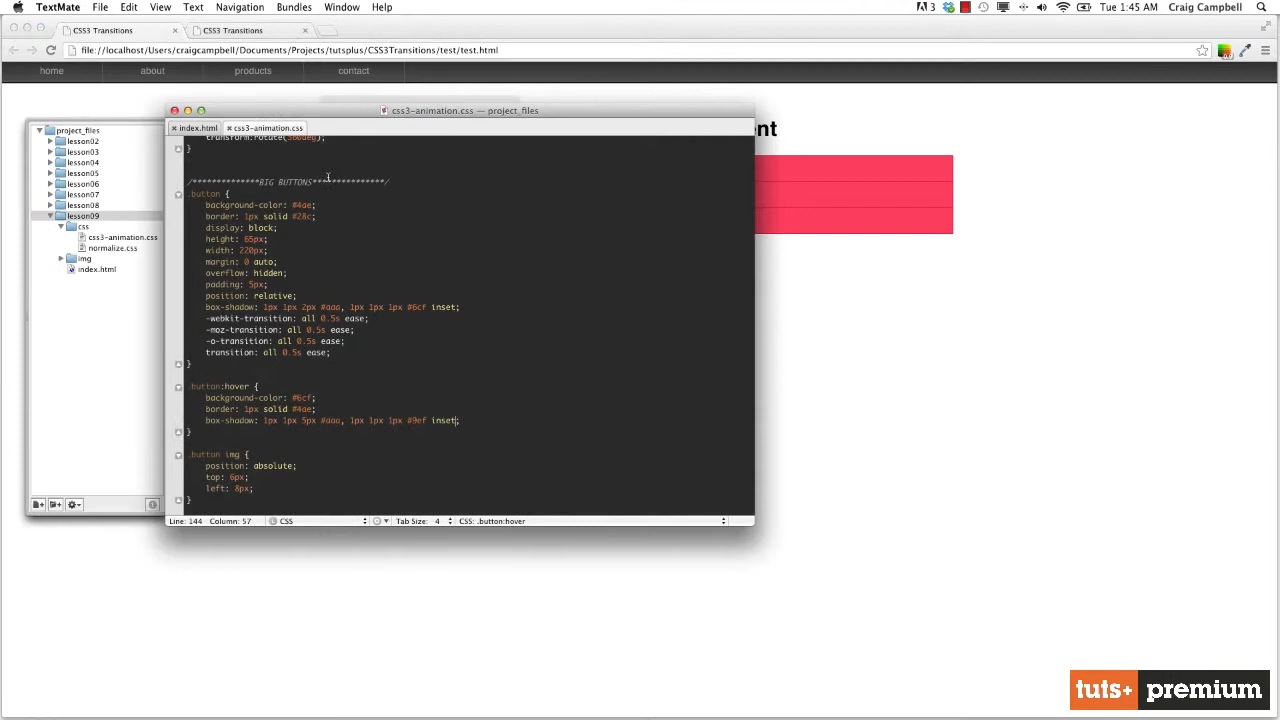 TextMate File Edit View Text Navigation Bundles Window Help 3 Tue 1:45 AM Craig Campbell
CSS3 Transitions CSS3 Transitions
file://localhost/Users/craigcampbell/Documents/Projects/tutsplus/CSS3Transitions/test/test.html
home about products contact
css3-animation.css — project_files
index.html css3-animation.css
project_files
lesson02
lesson03
lesson04
lesson05
lesson06
lesson07
lesson08
lesson09
css
css3-animation.css
normalize.css
img
index.html
transform:rotate(360deg);
}
/**************BIG BUTTONS***************/
.button {
background-color: #4ae;
border: 1px solid #28c;
display: block;
height: 65px;
width: 220px;
margin: 0 auto;
overflow: hidden;
padding: 5px;
position: relative;
box-shadow: 1px 1px 2px #aaa, 1px 1px 1px #6cf inset;
-webkit-transition: all 0.5s ease;
-moz-transition: all 0.5s ease;
-o-transition: all 0.5s ease;
transition: all 0.5s ease;
}
.button:hover {
background-color: #6cf;
border: 1px solid #4ae;
box-shadow: 1px 1px 5px #aaa, 1px 1px 1px #9ef inset;
}
.button img {
position: absolute;
top: 6px;
left: 8px;
}
Line: 144 Column: 57 CSS Tab Size: 4 CSS: .button:hover
tuts+ premium